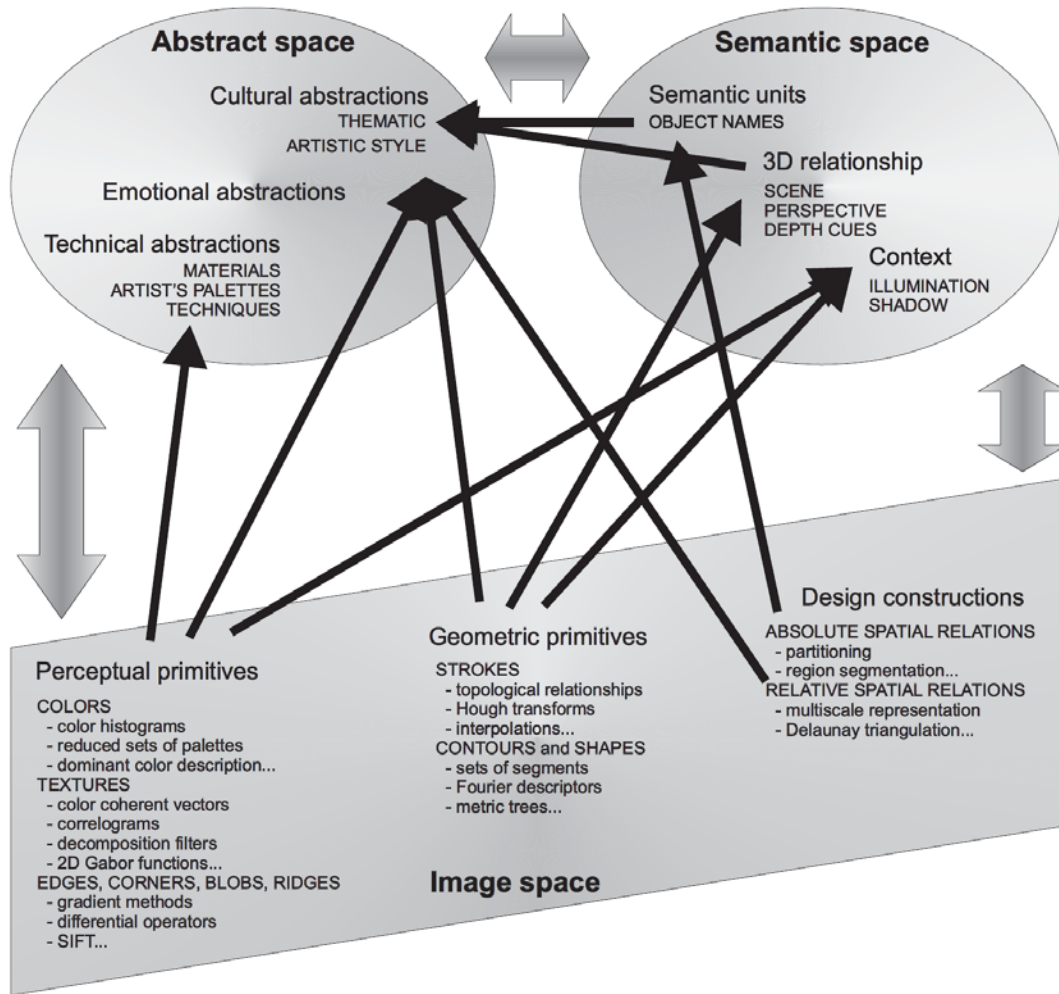 Abstract space
Cultural abstractions
THEMATIC
ARTISTIC STYLE
Emotional abstractions
Technical abstractions
MATERIALS
ARTIST'S PALETTES
TECHNIQUES
Semantic space
Semantic units
OBJECT NAMES
3D relationship
SCENE
PERSPECTIVE
DEPTH CUES
Context
ILLUMINATION
SHADOW
Perceptual primitives
COLORS
- color histograms
- reduced sets of palettes
- dominant color description...
TEXTURES
- color coherent vectors
- correlograms
- decomposition filters
- 2D Gabor functions...
EDGES, CORNERS, BLOBS, RIDGES
- gradient methods
- differential operators
- SIFT...
Geometric primitives
STROKES
- topological relationships
- Hough transforms
- interpolations...
CONTOURS and SHAPES
- sets of segments
- Fourier descriptors
- metric trees...
Design constructions
ABSOLUTE SPATIAL RELATIONS
- partitioning
- region segmentation...
RELATIVE SPATIAL RELATIONS
- multiscale representation
- Delaunay triangulation...
Image space